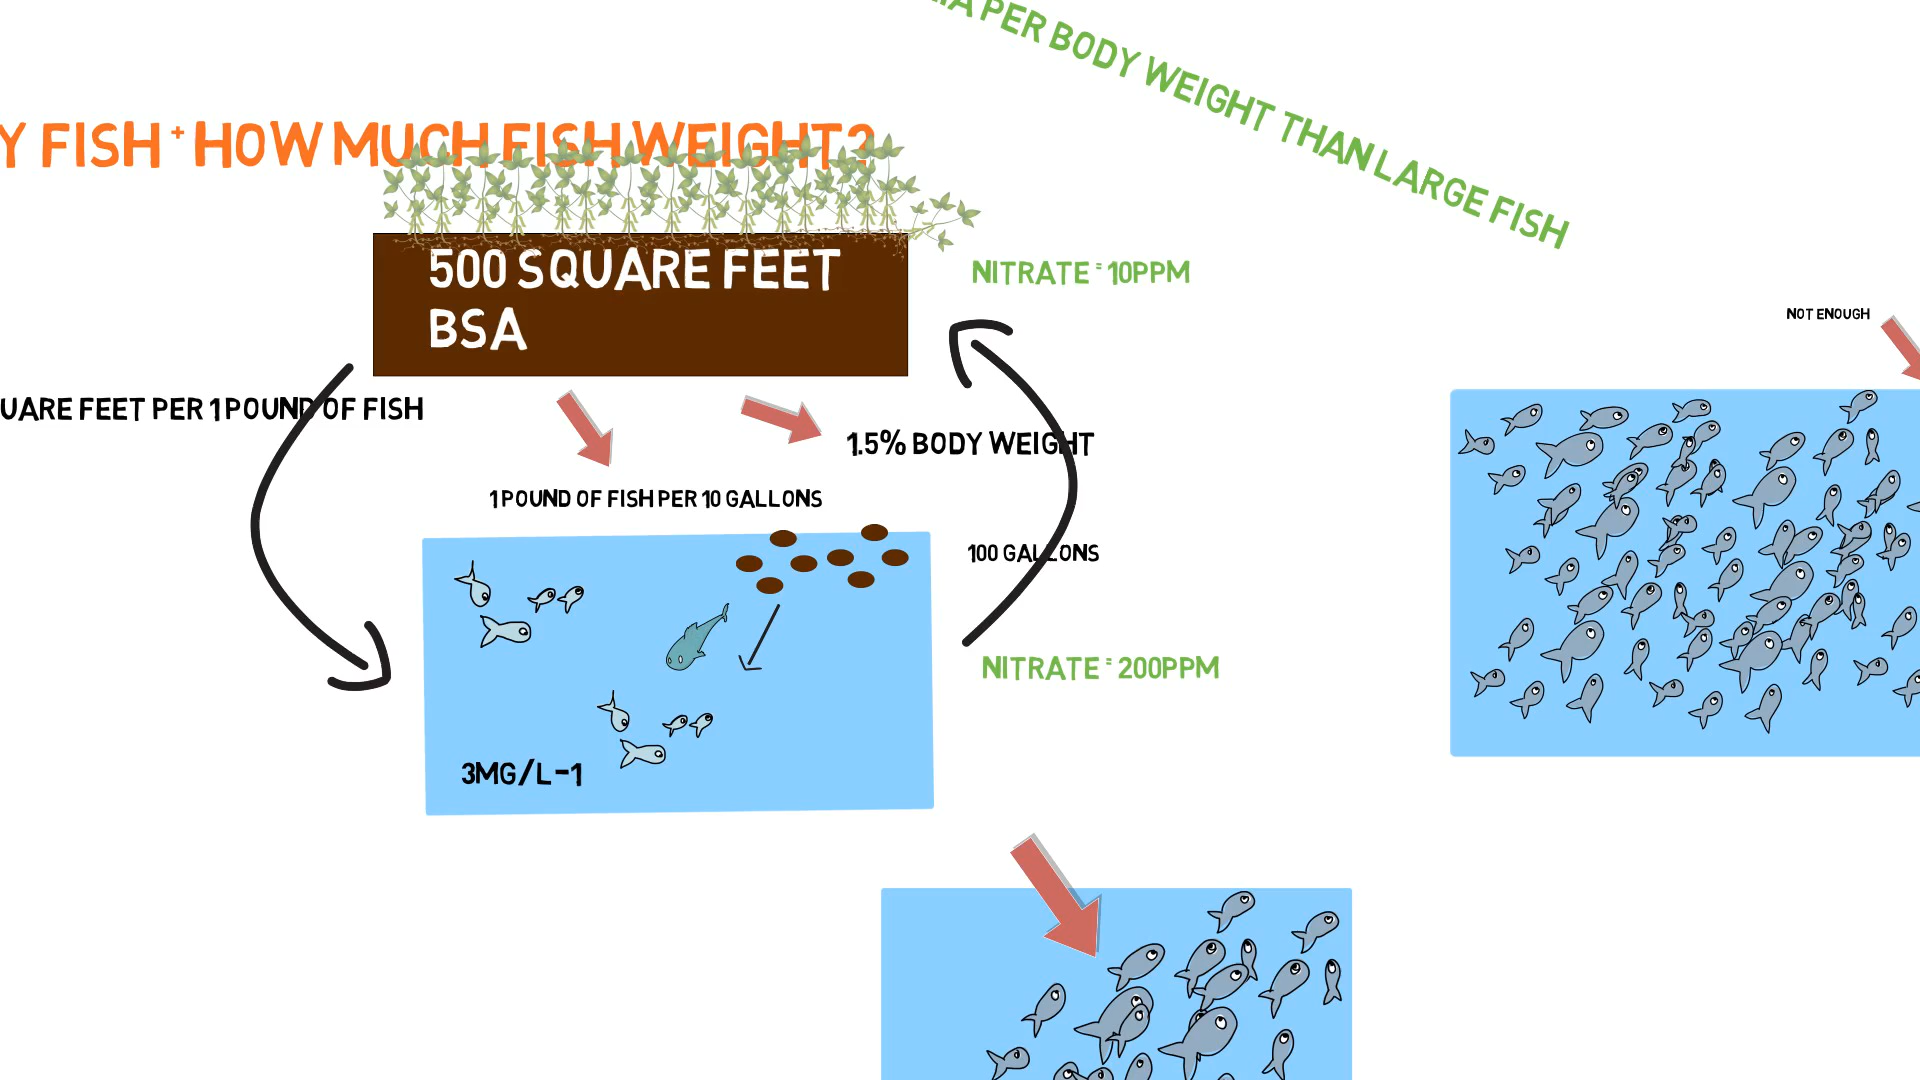 PER BODY WEIGHT THAN LARGE FISH
Y FISH + HOW MUCH FISH WEIGHT?
500 SQUARE FEET
BSA
NITRATE = 10PPM
NOT ENOUGH
UARE FEET PER 1 POUND OF FISH
1.5% BODY WEIGHT
1 POUND OF FISH PER 10 GALLONS
100 GALLONS
NITRATE = 200PPM
3MG/L-1